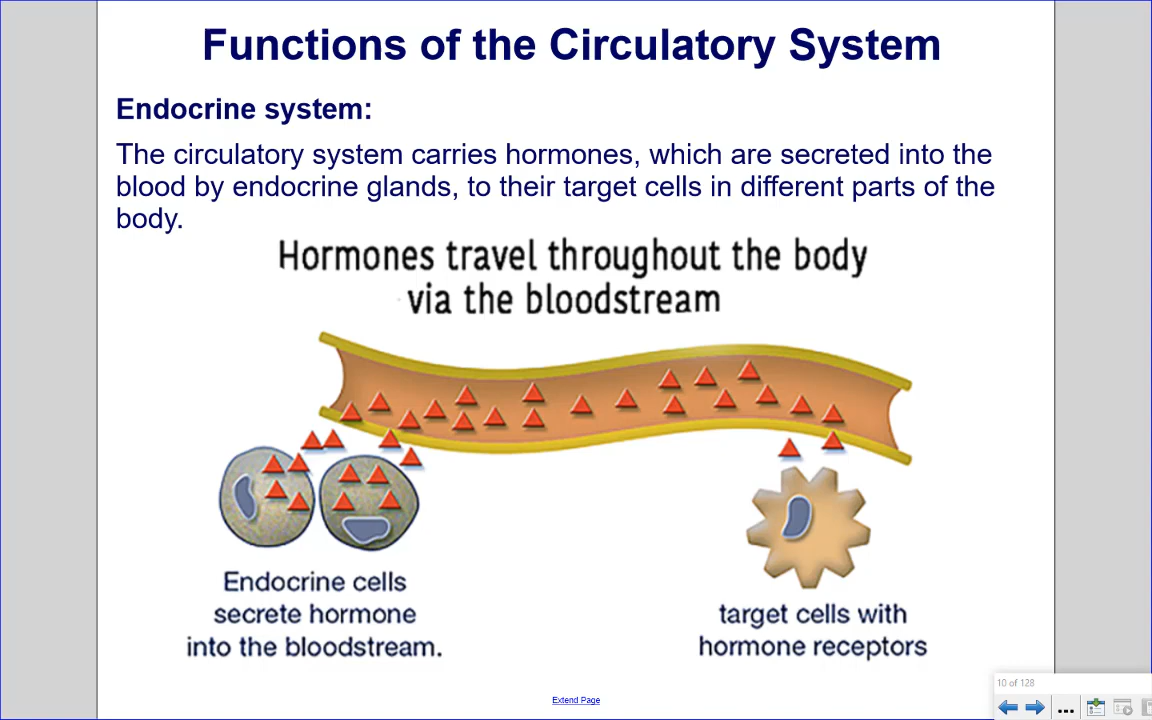 Functions of the Circulatory System
Endocrine system:
The circulatory system carries hormones, which are secreted into the
blood by endocrine glands, to their target cells in different parts of the
body.
Hormones travel throughout the body
via the bloodstream
Endocrine cells
secrete hormone
into the bloodstream.
target cells with
hormone receptors
10 of 128
Extend Page